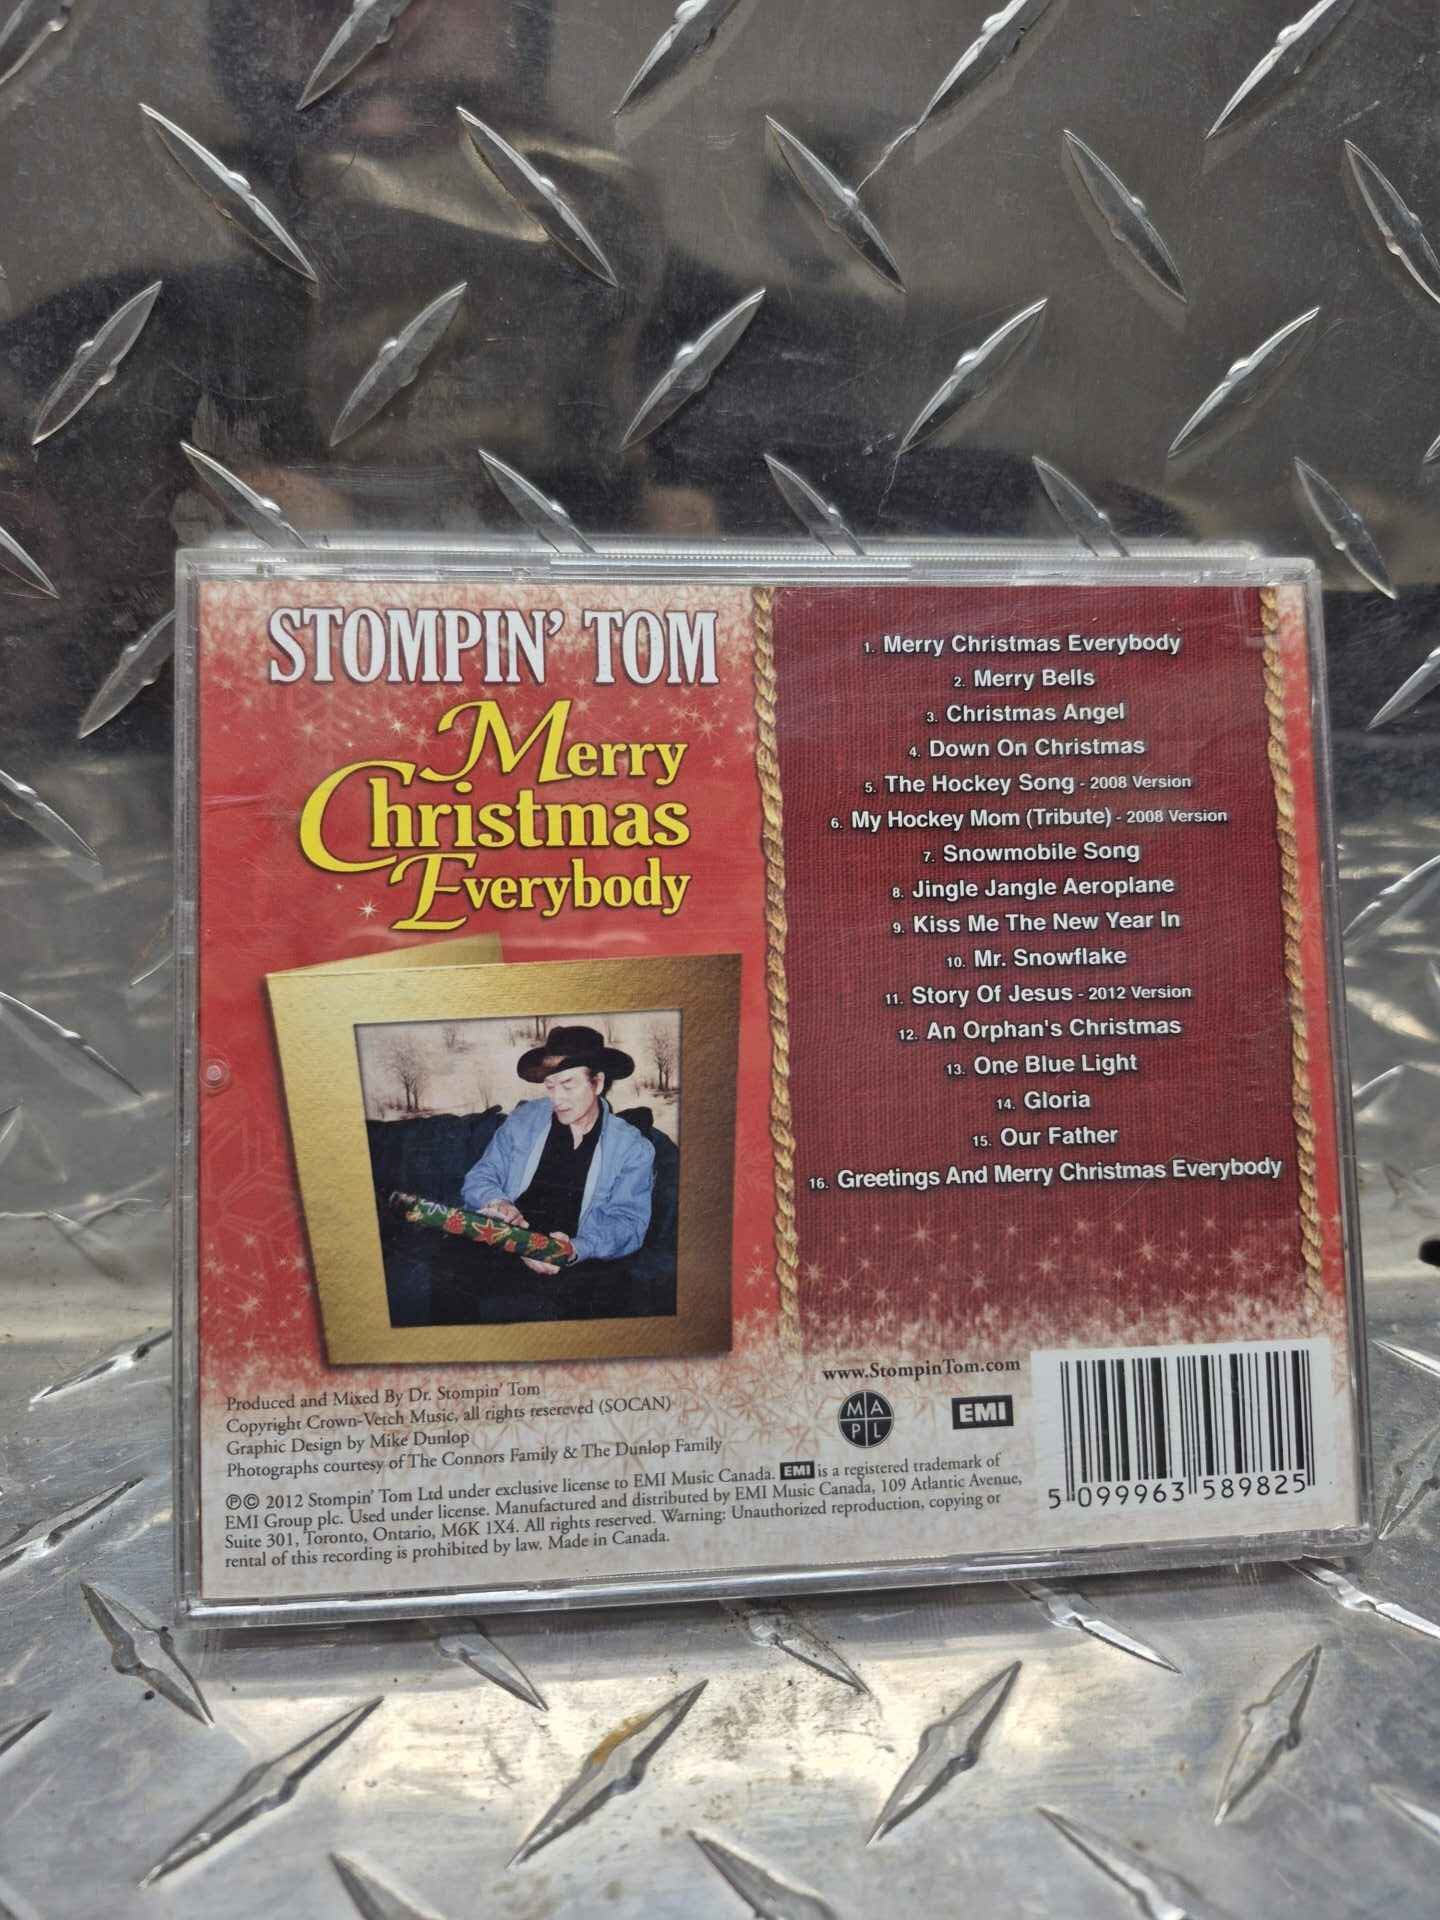 STOMPIN' TOM
Merry
Christmas
Everybody
1. Merry Christmas Everybody
2. Merry Bells
3. Christmas Angel
4. Down On Christmas
5. The Hockey Song - 2008 Version
6. My Hockey Mom (Tribute) - 2008 Version
7. Snowmobile Song
8. Jingle Jangle Aeroplane
9. Kiss Me The New Year In
10. Mr. Snowflake
11. Story Of Jesus - 2012 Version
12. An Orphan's Christmas
13. One Blue Light
14. Gloria
15. Our Father
16. Greetings And Merry Christmas Everybody
Produced and Mixed By Dr. Stompin' Tom
Copyright Crown-Vetch Music, all rights resereved (SOCAN)
Graphic Design by Mike Dunlop
Photographs courtesy of The Connors Family & The Dunlop Family
℗© 2012 Stompin' Tom Ltd under exclusive license to EMI Music Canada. EMI is a registered trademark of
EMI Group plc. Used under license. Manufactured and distributed by EMI Music Canada, 109 Atlantic Avenue,
Suite 301, Toronto, Ontario, M6K 1X4. All rights reserved. Warning: Unauthorized reproduction, copying or
rental of this recording is prohibited by law. Made in Canada.
www.StompinTom.com
M A
P L
EMI
5 099963 589825